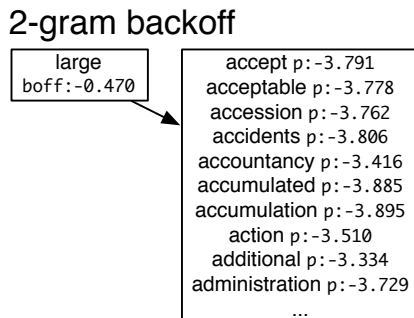 2-gram backoff
large
boff:-0.470
accept p:-3.791
acceptable p:-3.778
accession p:-3.762
accidents p:-3.806
accountancy p:-3.416
accumulated p:-3.885
accumulation p:-3.895
action p:-3.510
additional p:-3.334
administration p:-3.729
...